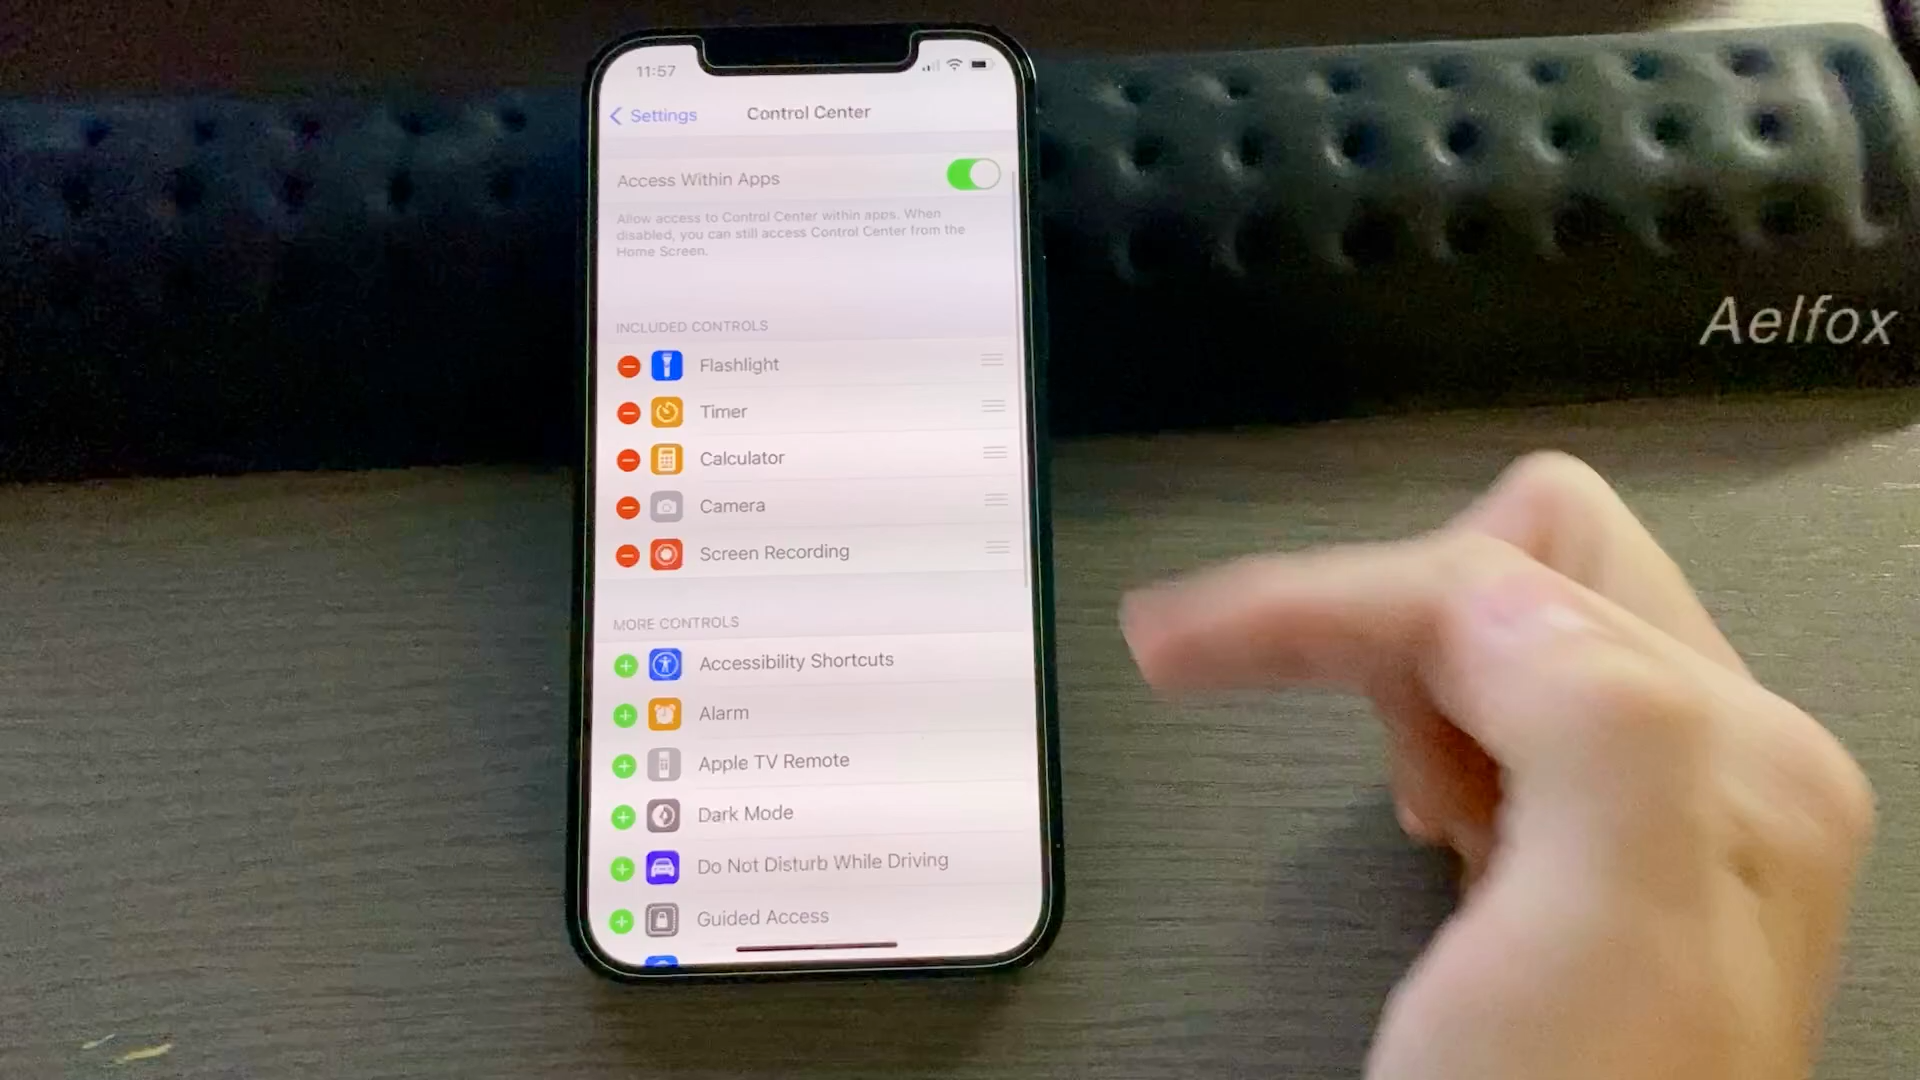 11:57
Settings
Control Center
Access Within Apps
Allow access to Control Center within apps. When
disabled, you can still access Control Center from the
Home Screen.
INCLUDED CONTROLS
Flashlight
Timer
Calculator
Camera
Screen Recording
MORE CONTROLS
Accessibility Shortcuts
Alarm
Apple TV Remote
Dark Mode
Do Not Disturb While Driving
Guided Access
Aelfox